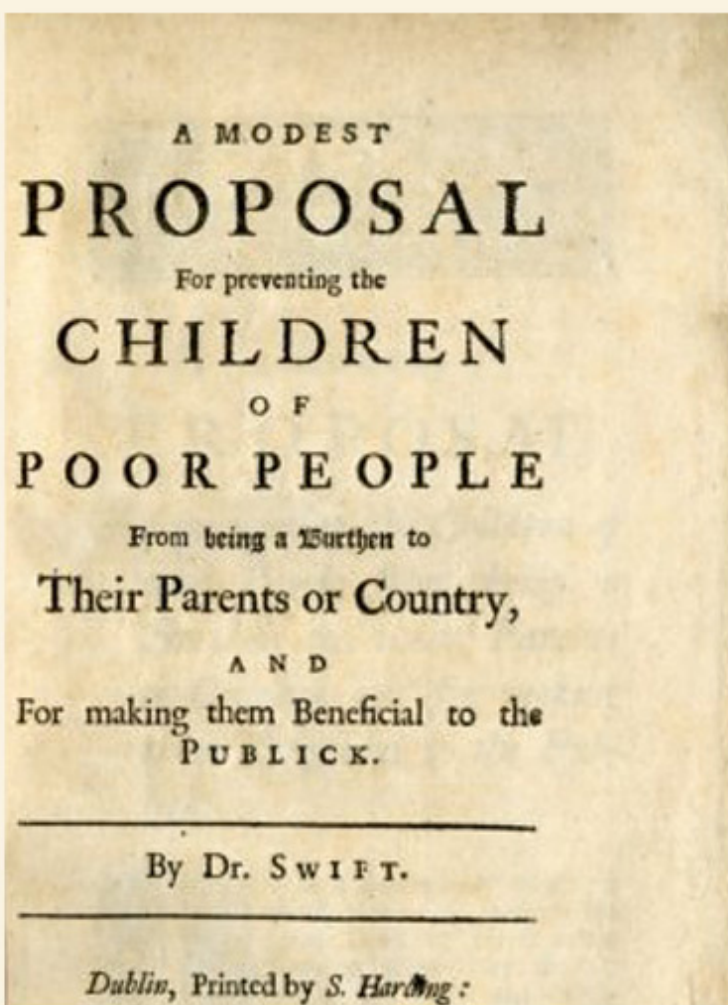 A MODEST
PROPOSAL
For preventing the
CHILDREN
OF
POOR PEOPLE
From being a Burthen to
Their Parents or Country,
AND
For making them Beneficial to the
PUBLICK.
By Dr. SWIFT.
Dublin, Printed by S. Harding: